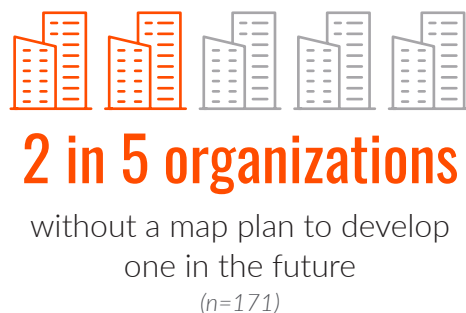 2 in 5 organizations
without a map plan to develop
one in the future
(n=171)